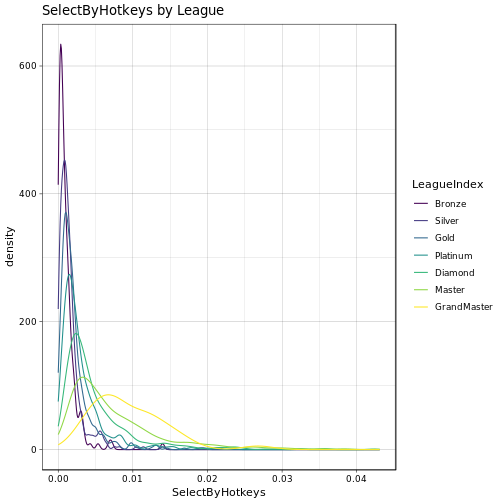 SelectByHotkeys by League
600
400
200
0
density
0.00 0.01 0.02 0.03 0.04
SelectByHotkeys
LeagueIndex
Bronze
Silver
Gold
Platinum
Diamond
Master
GrandMaster